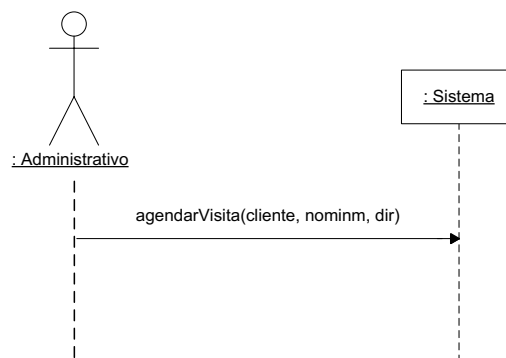 : Sistema
: Administrativo
agendarVisita(cliente, nominm, dir)